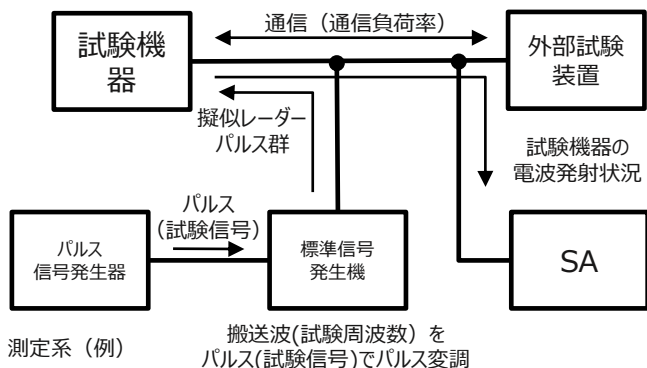 試験機
器
通信（通信負荷率）
外部試験
装置
擬似レーダー
パルス群
試験機器の
電波発射状況
パルス
（試験信号）
パルス
信号発生器
標準信号
発生機
SA
測定系（例）
搬送波(試験周波数）を
パルス(試験信号)でパルス変調